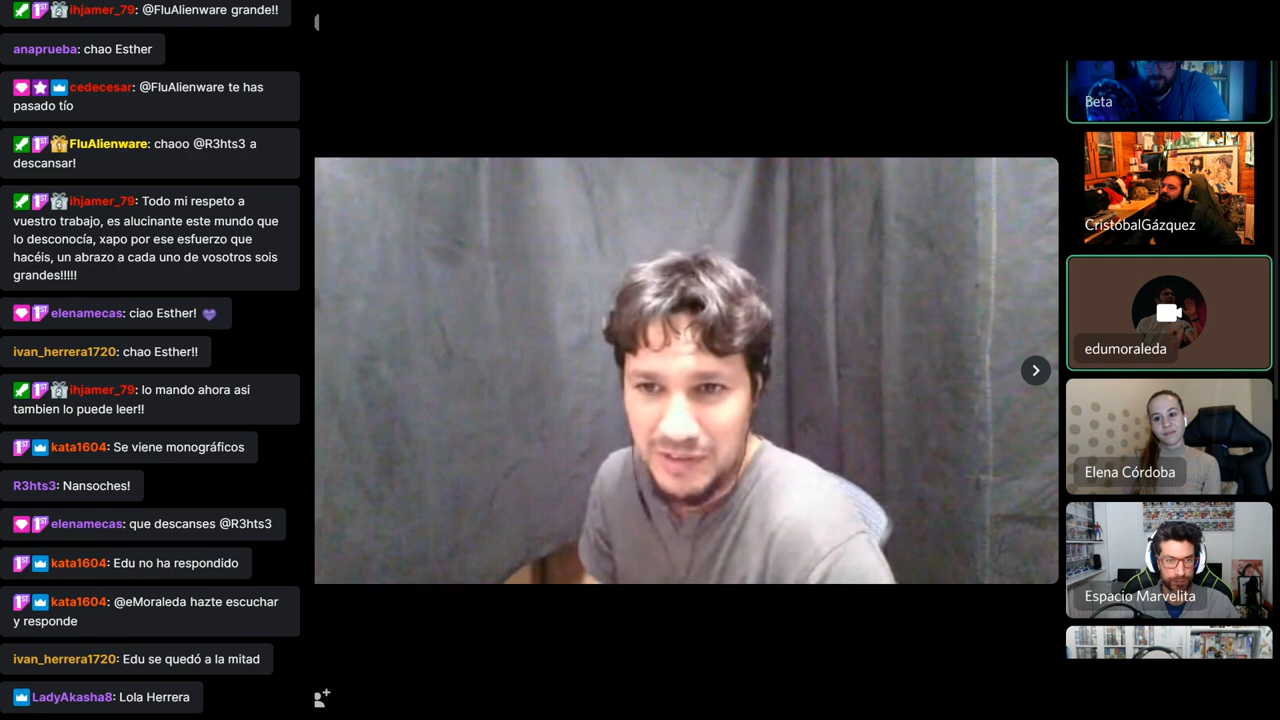 ihjamer_79: @FluAlienware grande!!
anaprueba: chao Esther
cedecesar: @FluAlienware te has
pasado tío
FluAlienware: chaoo @R3hts3 a
descansar!
ihjamer_79: Todo mi respeto a
vuestro trabajo, es alucinante este mundo que
lo desconocía, xapo por ese esfuerzo que
hacéis, un abrazo a cada uno de vosotros sois
grandes!!!!!
elenamecas: ciao Esther!
ivan_herrera1720: chao Esther!!
ihjamer_79: lo mando ahora asi
tambien lo puede leer!!
kata1604: Se viene monográficos
R3hts3: Nansoches!
elenamecas: que descanses @R3hts3
kata1604: Edu no ha respondido
kata1604: @eMoraleda hazte escuchar
y responde
ivan_herrera1720: Edu se quedó a la mitad
LadyAkasha8: Lola Herrera
Beta
CristóbalGázquez
edumoraleda
Elena Córdoba
Espacio Marvelita